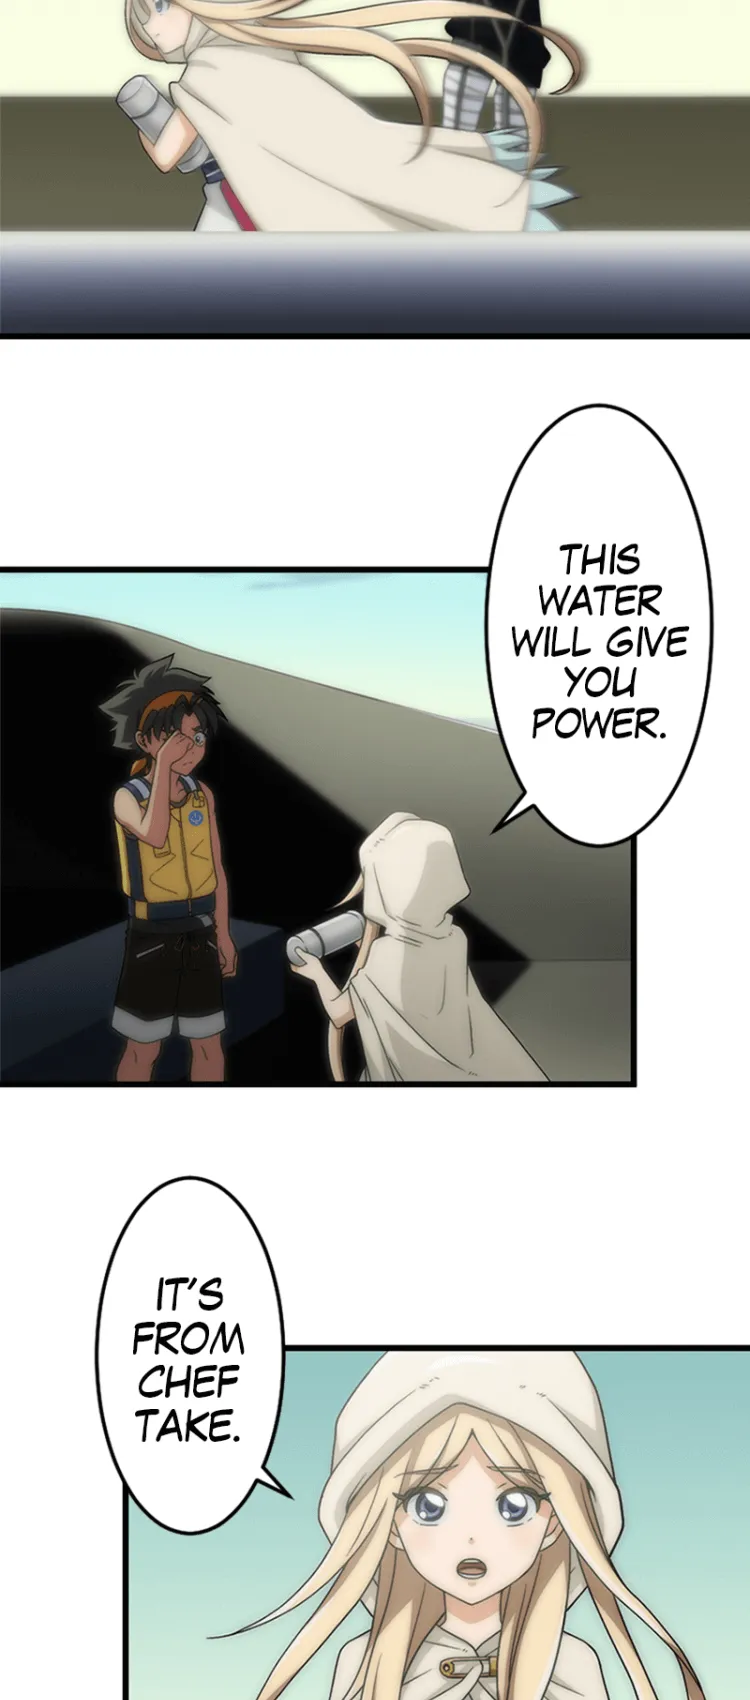 THIS
WATER
WILL GIVE
YOU
POWER.
IT'S
FROM
CHEF
TAKE.